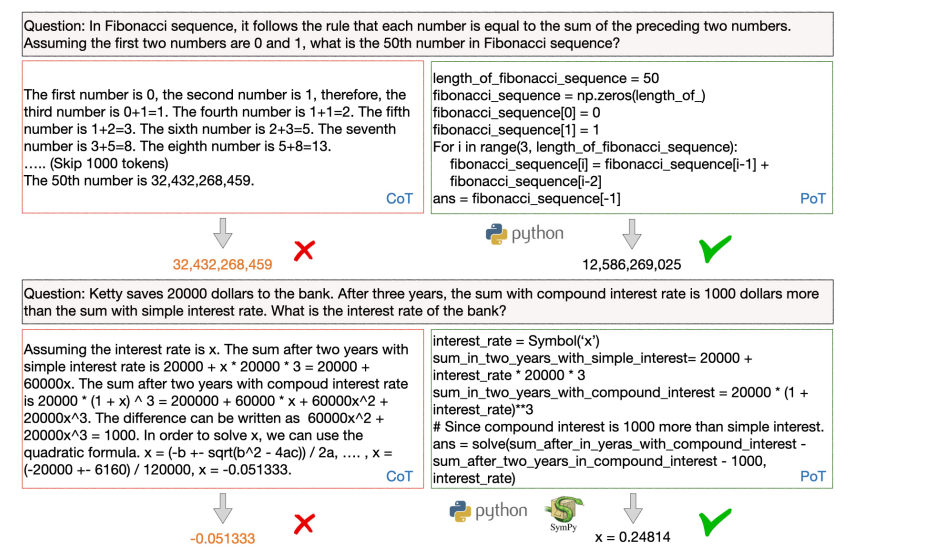 Question: In Fibonacci sequence, it follows the rule that each number is equal to the sum of the preceding two numbers.
Assuming the first two numbers are 0 and 1, what is the 50th number in Fibonacci sequence?
The first number is 0, the second number is 1, therefore, the
third number is 0+1=1. The fourth number is 1+1=2. The fifth
number is 1+2=3. The sixth number is 2+3=5. The seventh
number is 3+5=8. The eighth number is 5+8=13.
..... (Skip 1000 tokens)
The 50th number is 32,432,268,459.
CoT
length_of_fibonacci_sequence = 50
fibonacci_sequence = np.zeros(length_of_)
fibonacci_sequence[0] = 0
fibonacci_sequence[1] = 1
For i in range(3, length_of_fibonacci_sequence):
fibonacci_sequence[i] = fibonacci_sequence[i-1] +
fibonacci_sequence[i-2]
ans = fibonacci_sequence[-1]
PoT
python
32,432,268,459
12,586,269,025
Question: Ketty saves 20000 dollars to the bank. After three years, the sum with compound interest rate is 1000 dollars more
than the sum with simple interest rate. What is the interest rate of the bank?
Assuming the interest rate is x. The sum after two years with
simple interest rate is 20000 + x * 20000 * 3 = 20000 +
60000x. The sum after two years with compoud interest rate
is 20000 * (1 + x) ^ 3 = 200000 + 60000 * x + 60000x^2 +
20000x^3. The difference can be written as 60000x^2 +
20000x^3 = 1000. In order to solve x, we can use the
quadratic formula. x = (-b +- sqrt(b^2 - 4ac)) / 2a, .... , x =
(-20000 +- 6160) / 120000, x = -0.051333.
CoT
interest_rate = Symbol('x')
sum_in_two_years_with_simple_interest= 20000 +
interest_rate * 20000 * 3
sum_in_two_years_with_compound_interest = 20000 * (1 +
interest_rate)**3
# Since compound interest is 1000 more than simple interest.
ans = solve(sum_after_in_yeras_with_compound_interest -
sum_after_two_years_in_compound_interest - 1000,
interest_rate)
PoT
python
SymPy
-0.051333
x = 0.24814